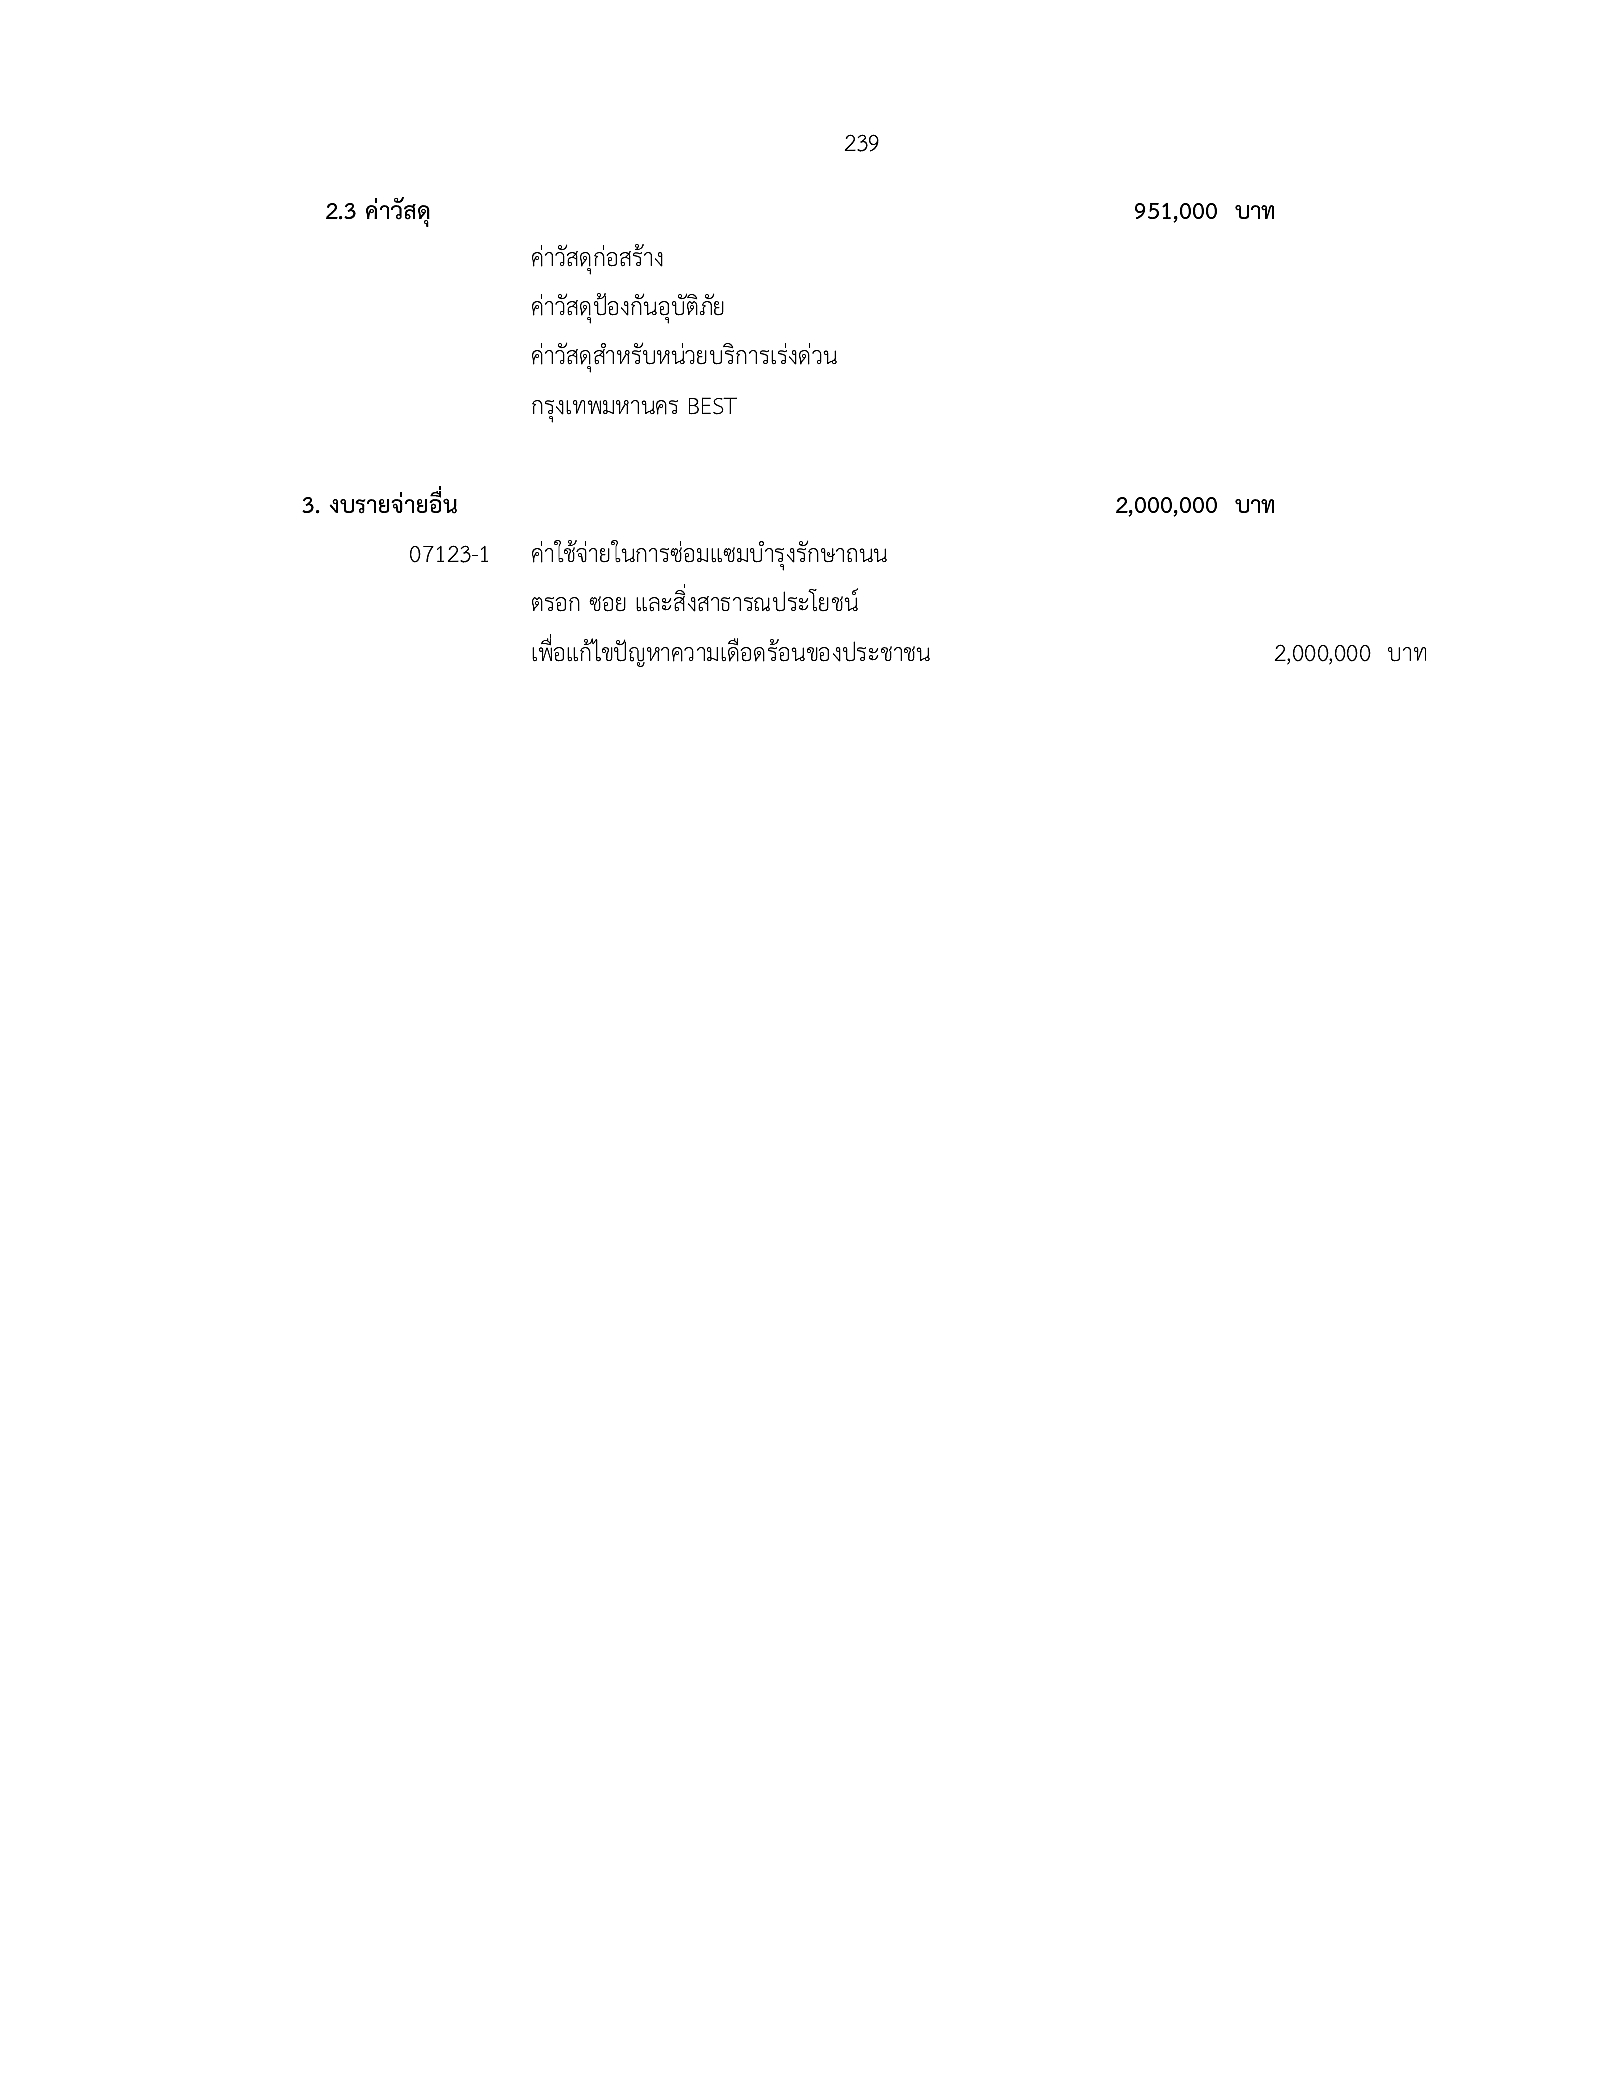 239
2.3 ค่าวัสดุ 951,000 บาท
ค่าวัสดุก่อสร้าง
ค่าวัสดุป้องกันอุบัติภัย
ค่าวัสดุสำหรับหน่วยบริการเร่งด่วน
กรุงเทพมหานคร BEST
3. งบรายจ่ายอื่น 2,000,000 บาท
07123-1 ค่าใช้จ่ายในการซ่อมแซมบำรุงรักษาถนน
ตรอก ซอย และสิ่งสาธารณประโยชน์
เพื่อแก้ไขปัญหาความเดือดร้อนของประชาชน 2,000,000 บาท